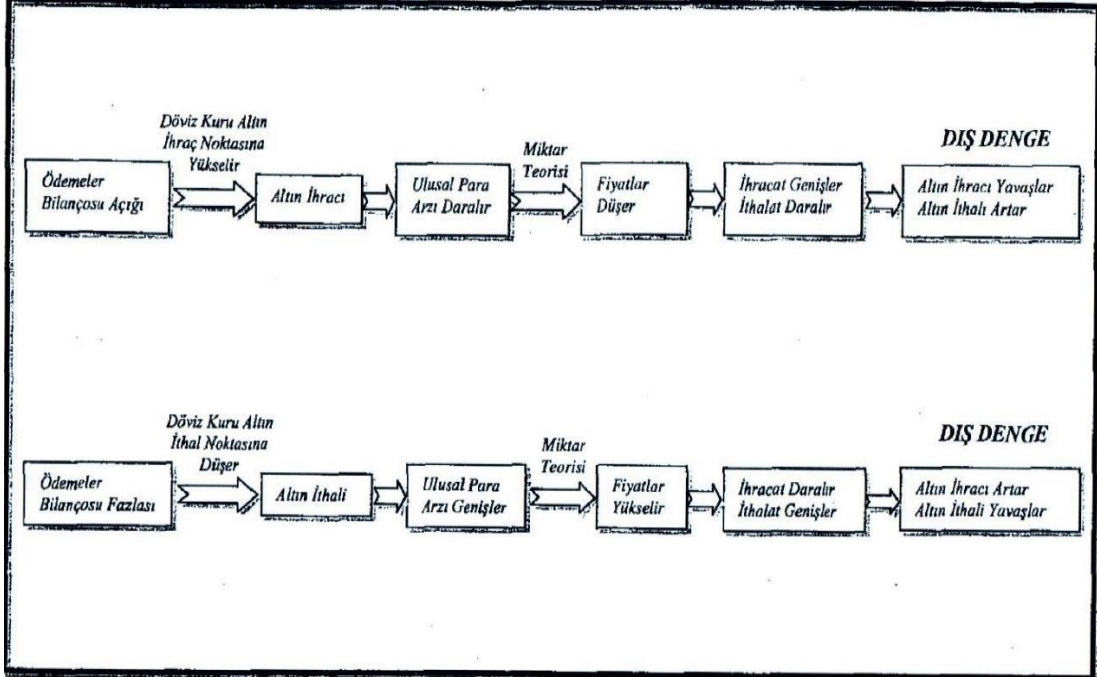 Döviz Kuru Altın
İhraç Noktasına
Yükselir
Miktar
Teorisi
DIŞ DENGE
Ödemeler
Bilançosu Açığı
Altın İhracı
Ulusal Para
Arzı Daralır
Fiyatlar
Düşer
İhracat Genişler
İthalat Daralır
Altın İhracı Yavaşlar
Altın İthalı Artar
Döviz Kuru Altın
İthal Noktasına
Düşer
Miktar
Teorisi
DIŞ DENGE
Ödemeler
Bilançosu Fazlası
Altın İthali
Ulusal Para
Arzı Genişler
Fiyatlar
Yükselir
İhracat Daralır
İthalat Genişler
Altın İhracı Artar
Altın İthali Yavaşlar